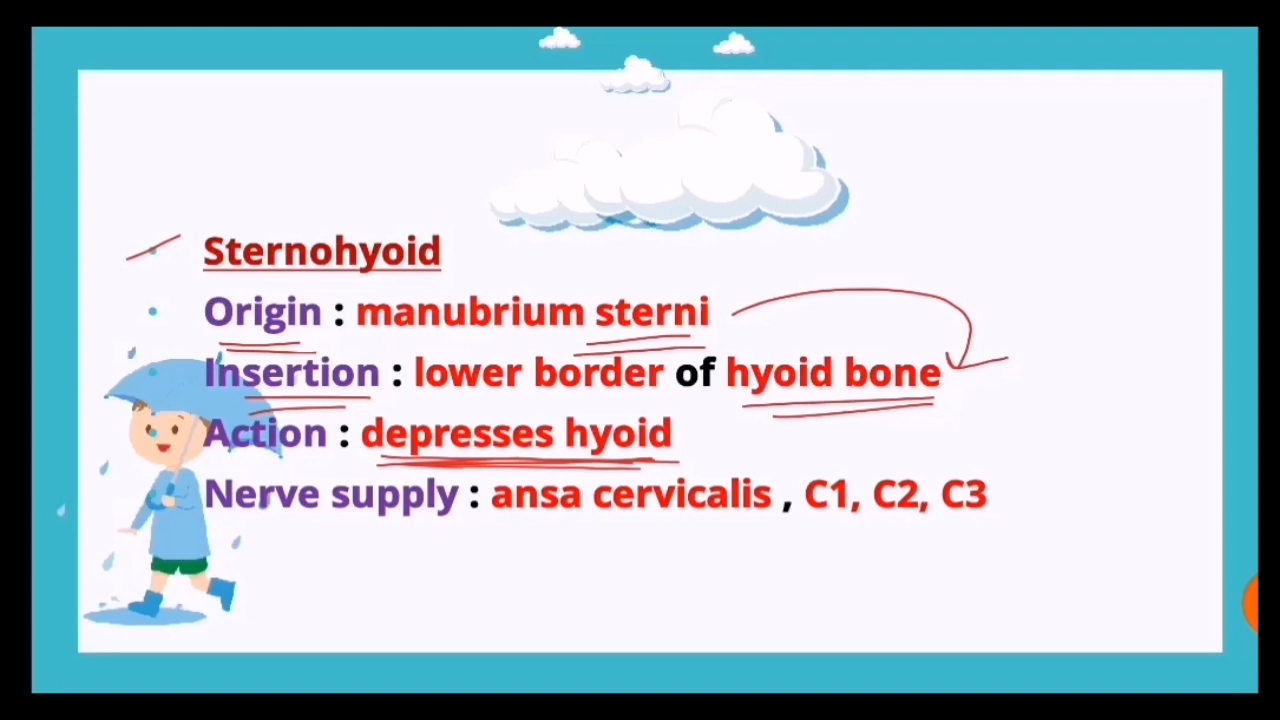 Sternohyoid
Origin : manubrium sterni
Insertion : lower border of hyoid bone
Action : depresses hyoid
Nerve supply : ansa cervicalis , C1, C2, C3